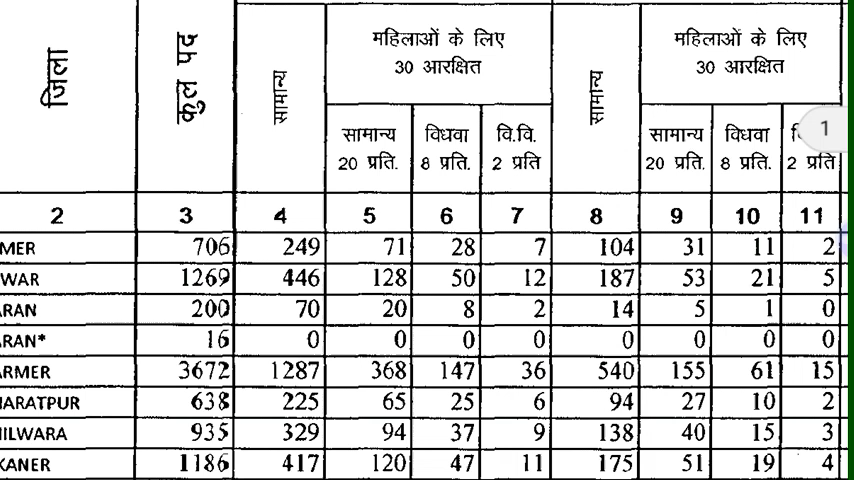 जिला
कुल पद
सामान्य
महिलाओं के लिए
30 आरक्षित
सामान्य
20 प्रति.
विधवा
8 प्रति.
वि.वि.
2 प्रति
सामान्य
महिलाओं के लिए
30 आरक्षित
सामान्य
20 प्रति.
विधवा
8 प्रति.
2 प्रति
1
2 3 4 5 6 7 8 9 10 11
MER 706 249 71 28 7 104 31 11 2
WAR 1269 446 128 50 12 187 53 21 5
ARAN 200 70 20 8 2 14 5 1 0
ARAN* 16 0 0 0 0 0 0 0 0
ARMER 3672 1287 368 147 36 540 155 61 15
HARATPUR 638 225 65 25 6 94 27 10 2
HILWARA 935 329 94 37 9 138 40 15 3
KANER 1186 417 120 47 11 175 51 19 4